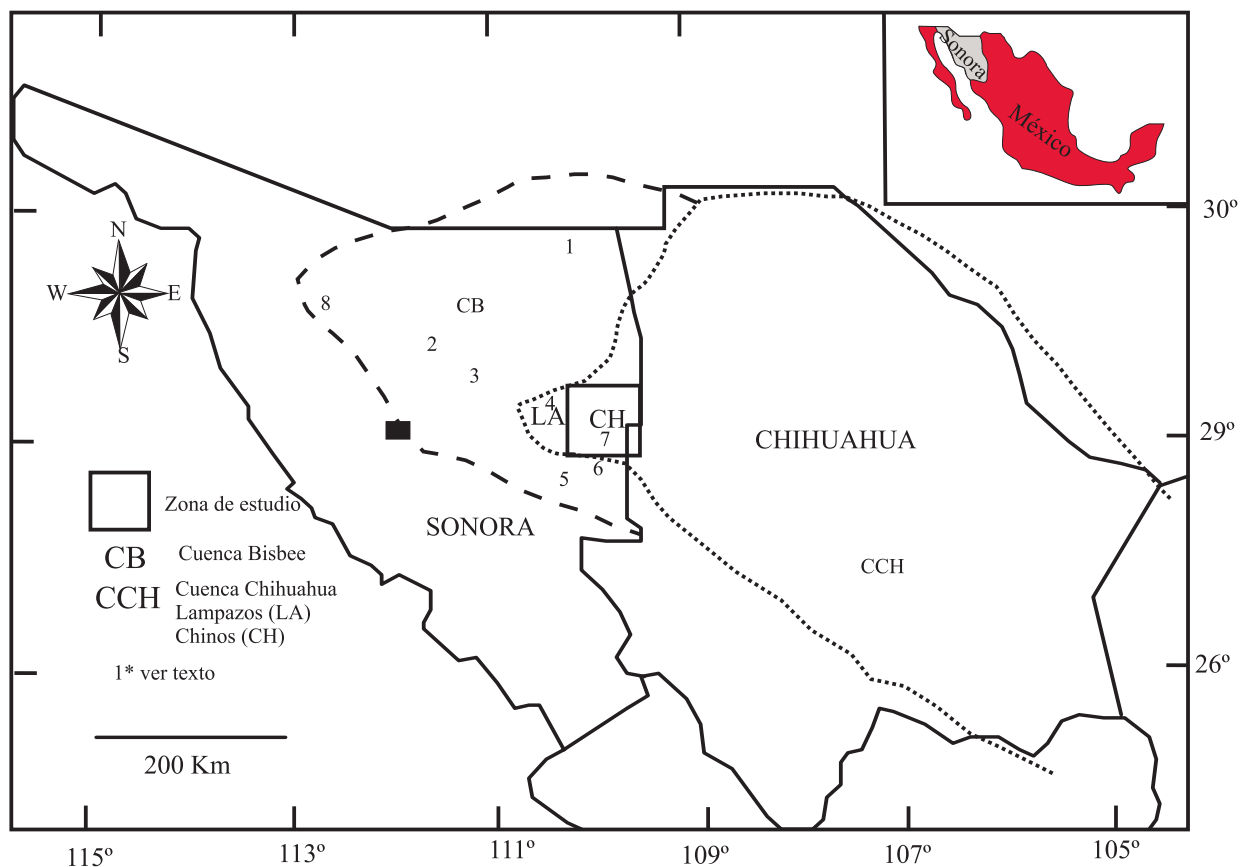 Sonora
México
30º
N
W E
S
1
8
CB
2
3
4
LA
CH
7
6
5
CHIHUAHUA
29º
SONORA
CCH
Zona de estudio
CB Cuenca Bisbee
CCH Cuenca Chihuahua
Lampazos (LA)
Chinos (CH)
1* ver texto
26º
200 Km
115º 113º 111º 109º 107º 105º